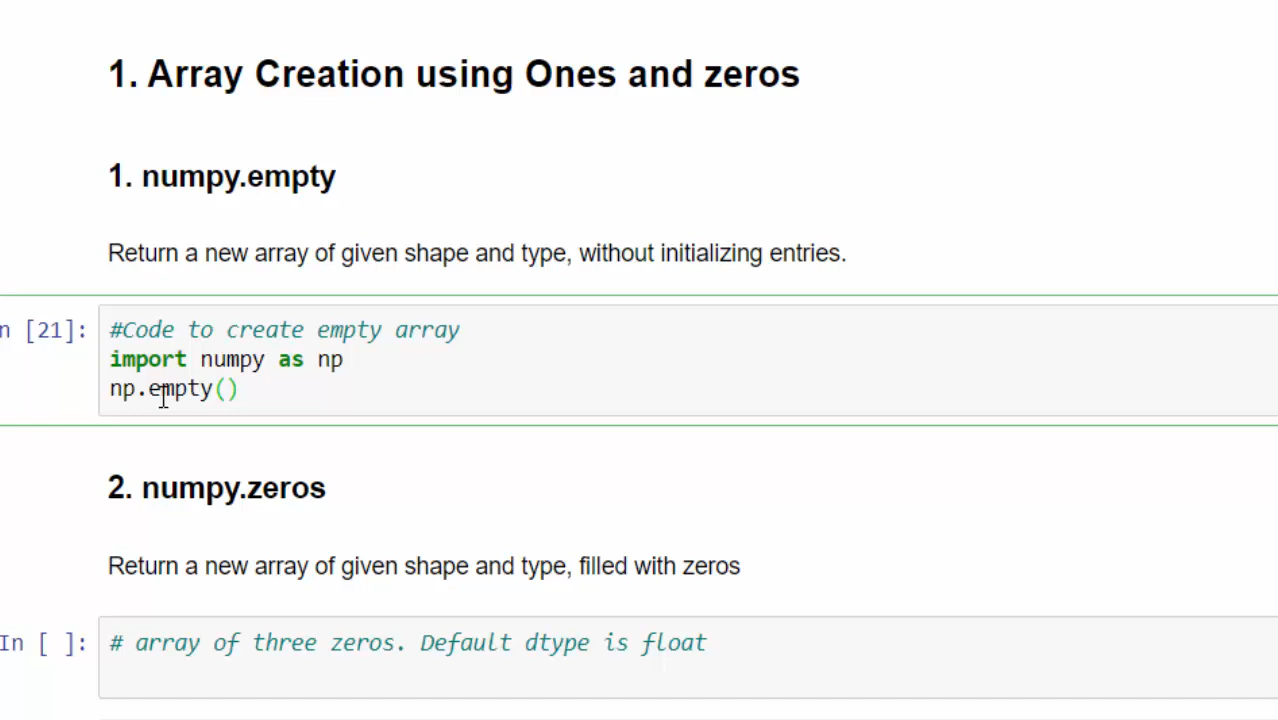 1. Array Creation using Ones and zeros
1. numpy.empty
Return a new array of given shape and type, without initializing entries.
n [21]:
#Code to create empty array
import numpy as np
np.empty()
2. numpy.zeros
Return a new array of given shape and type, filled with zeros
In [ ]:
# array of three zeros. Default dtype is float